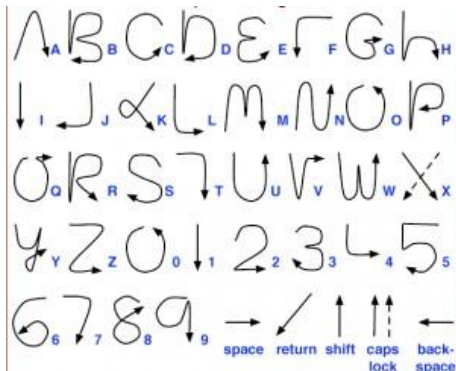 A B C D E F G H
I J K L M N O P
Q R S T U V W X
Y Z 0 1 2 3 4 5
6 7 8 9 space return shift caps lock back-space